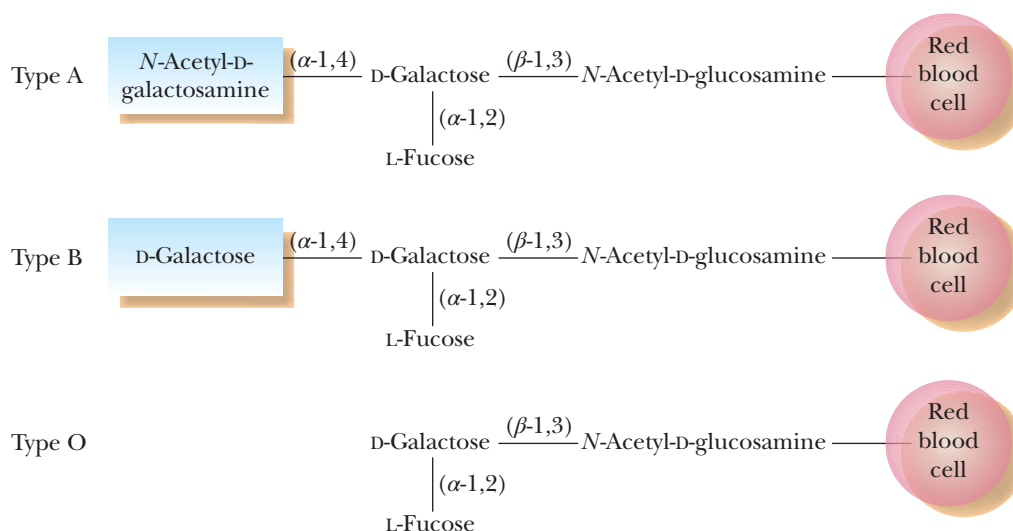 Type A
N-Acetyl-D-
galactosamine
(α-1,4)
D-Galactose
(β-1,3)
N-Acetyl-D-glucosamine
Red
blood
cell
(α-1,2)
L-Fucose
Type B
D-Galactose
(α-1,4)
D-Galactose
(β-1,3)
N-Acetyl-D-glucosamine
Red
blood
cell
(α-1,2)
L-Fucose
Type O
D-Galactose
(β-1,3)
N-Acetyl-D-glucosamine
Red
blood
cell
(α-1,2)
L-Fucose